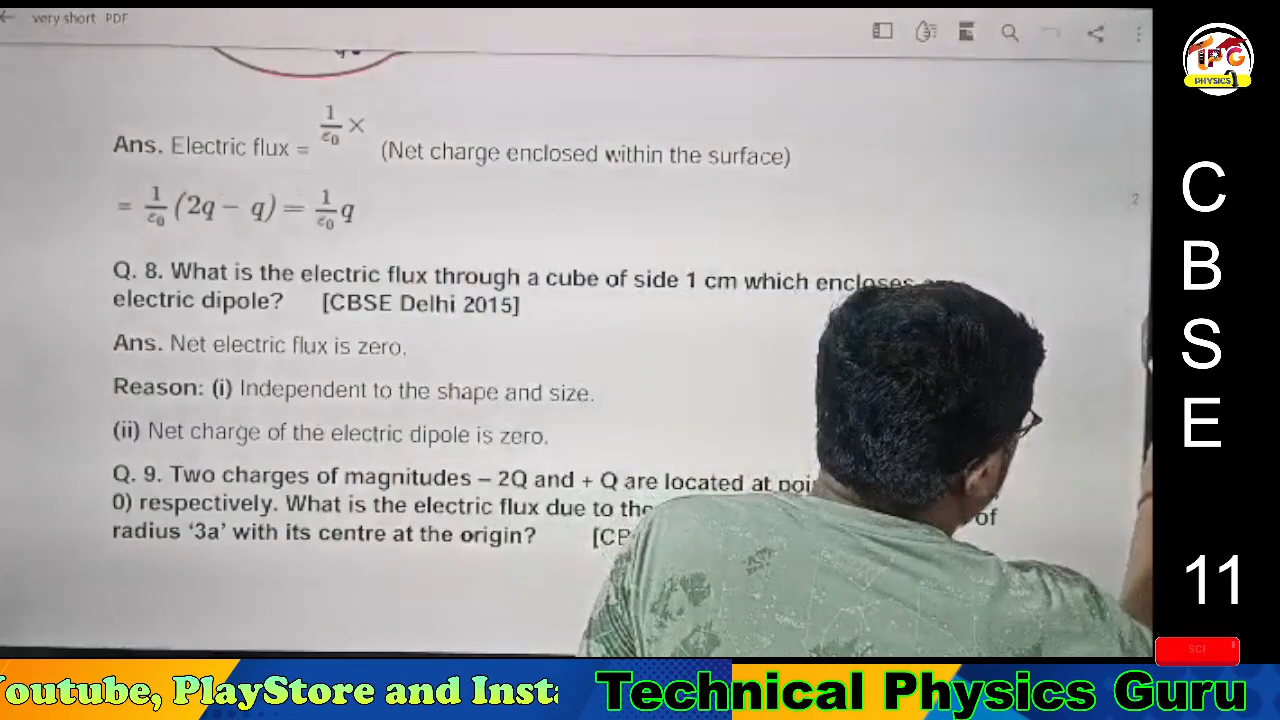 very short PDF
TPG
PHYSICS
Ans. Electric flux = 1/ε0 × (Net charge enclosed within the surface)
= 1/ε0 (2q − q) = 1/ε0 q
2
Q. 8. What is the electric flux through a cube of side 1 cm which encloses
electric dipole? [CBSE Delhi 2015]
Ans. Net electric flux is zero.
Reason: (i) Independent to the shape and size.
(ii) Net charge of the electric dipole is zero.
Q. 9. Two charges of magnitudes – 2Q and + Q are located at
0) respectively. What is the electric flux due to of
radius ‘3a’ with its centre at the origin?
C
B
S
E
11
Youtube, PlayStore and Insta
Technical Physics Guru